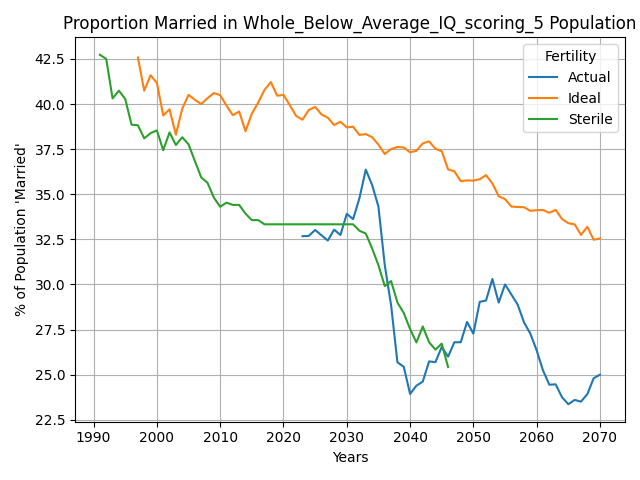 Proportion Married in Whole_Below_Average_IQ_scoring_5 Population
Fertility
Actual
Ideal
Sterile
% of Population 'Married'
42.5
40.0
37.5
35.0
32.5
30.0
27.5
25.0
22.5
1990 2000 2010 2020 2030 2040 2050 2060 2070
Years